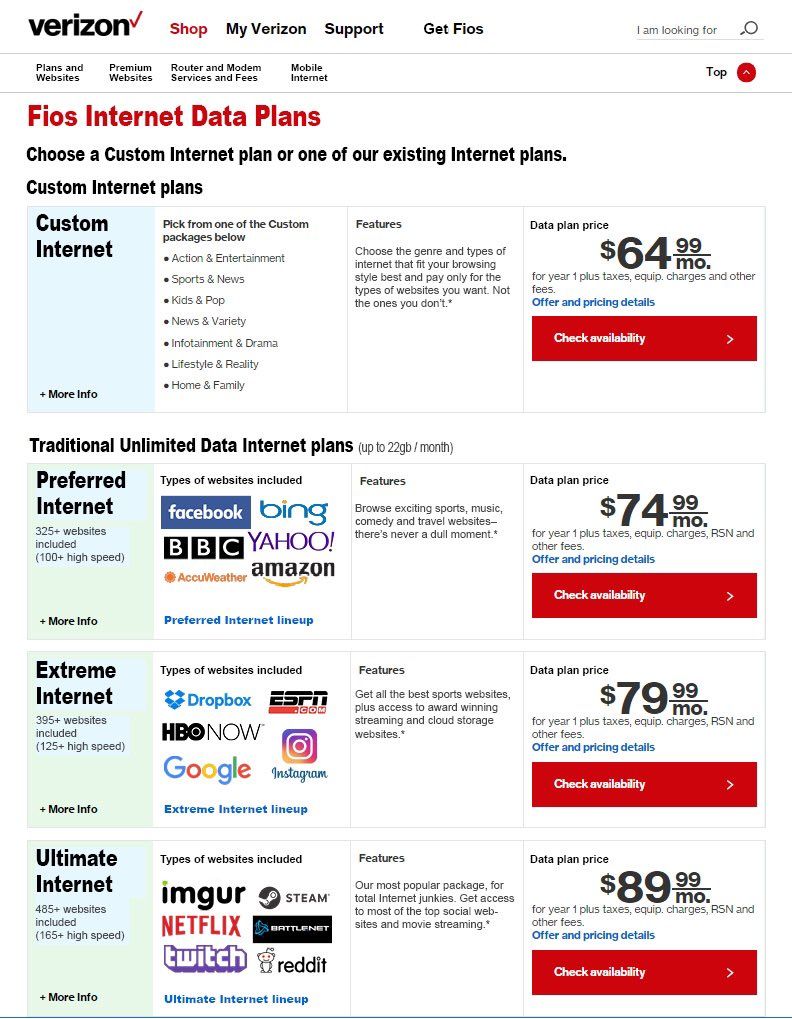 verizon✓
Shop My Verizon Support Get Fios
I am looking for
Plans and Websites
Premium Websites
Router and Modem Services and Fees
Mobile Internet
Top
Fios Internet Data Plans
Choose a Custom Internet plan or one of our existing Internet plans.
Custom Internet plans
Custom
Internet
+ More Info
Pick from one of the Custom
packages below
● Action & Entertainment
● Sports & News
● Kids & Pop
● News & Variety
● Infotainment & Drama
● Lifestyle & Reality
● Home & Family
Features
Choose the genre and types of
internet that fit your browsing
style best and pay only for the
types of websites you want. Not
the ones you don't.*
Data plan price
$64.99 mo.
for year 1 plus taxes, equip. charges and other
fees.
Offer and pricing details
Check availability >
Traditional Unlimited Data Internet plans (up to 22gb / month)
Preferred
Internet
325+ websites
included
(100+ high speed)
+ More Info
Types of websites included
facebook bing
BBC YAHOO!
AccuWeather amazon
Preferred Internet lineup
Features
Browse exciting sports, music,
comedy and travel websites–
there's never a dull moment.*
Data plan price
$74.99 mo.
for year 1 plus taxes, equip. charges, RSN and
other fees.
Offer and pricing details
Check availability >
Extreme
Internet
395+ websites
included
(125+ high speed)
+ More Info
Types of websites included
Dropbox ESPN.COM
HBO NOW
Google Instagram
Extreme Internet lineup
Features
Get all the best sports websites,
plus access to award winning
streaming and cloud storage
websites.*
Data plan price
$79.99 mo.
for year 1 plus taxes, equip. charges, RSN and
other fees.
Offer and pricing details
Check availability >
Ultimate
Internet
485+ websites
included
(165+ high speed)
+ More Info
Types of websites included
imgur STEAM
NETFLIX BATTLE.NET
twitch reddit
Ultimate Internet lineup
Features
Our most popular package, for
total Internet junkies. Get access
to most of the top social web-
sites and movie streaming.*
Data plan price
$89.99 mo.
for year 1 plus taxes, equip. charges, RSN and
other fees.
Offer and pricing details
Check availability >